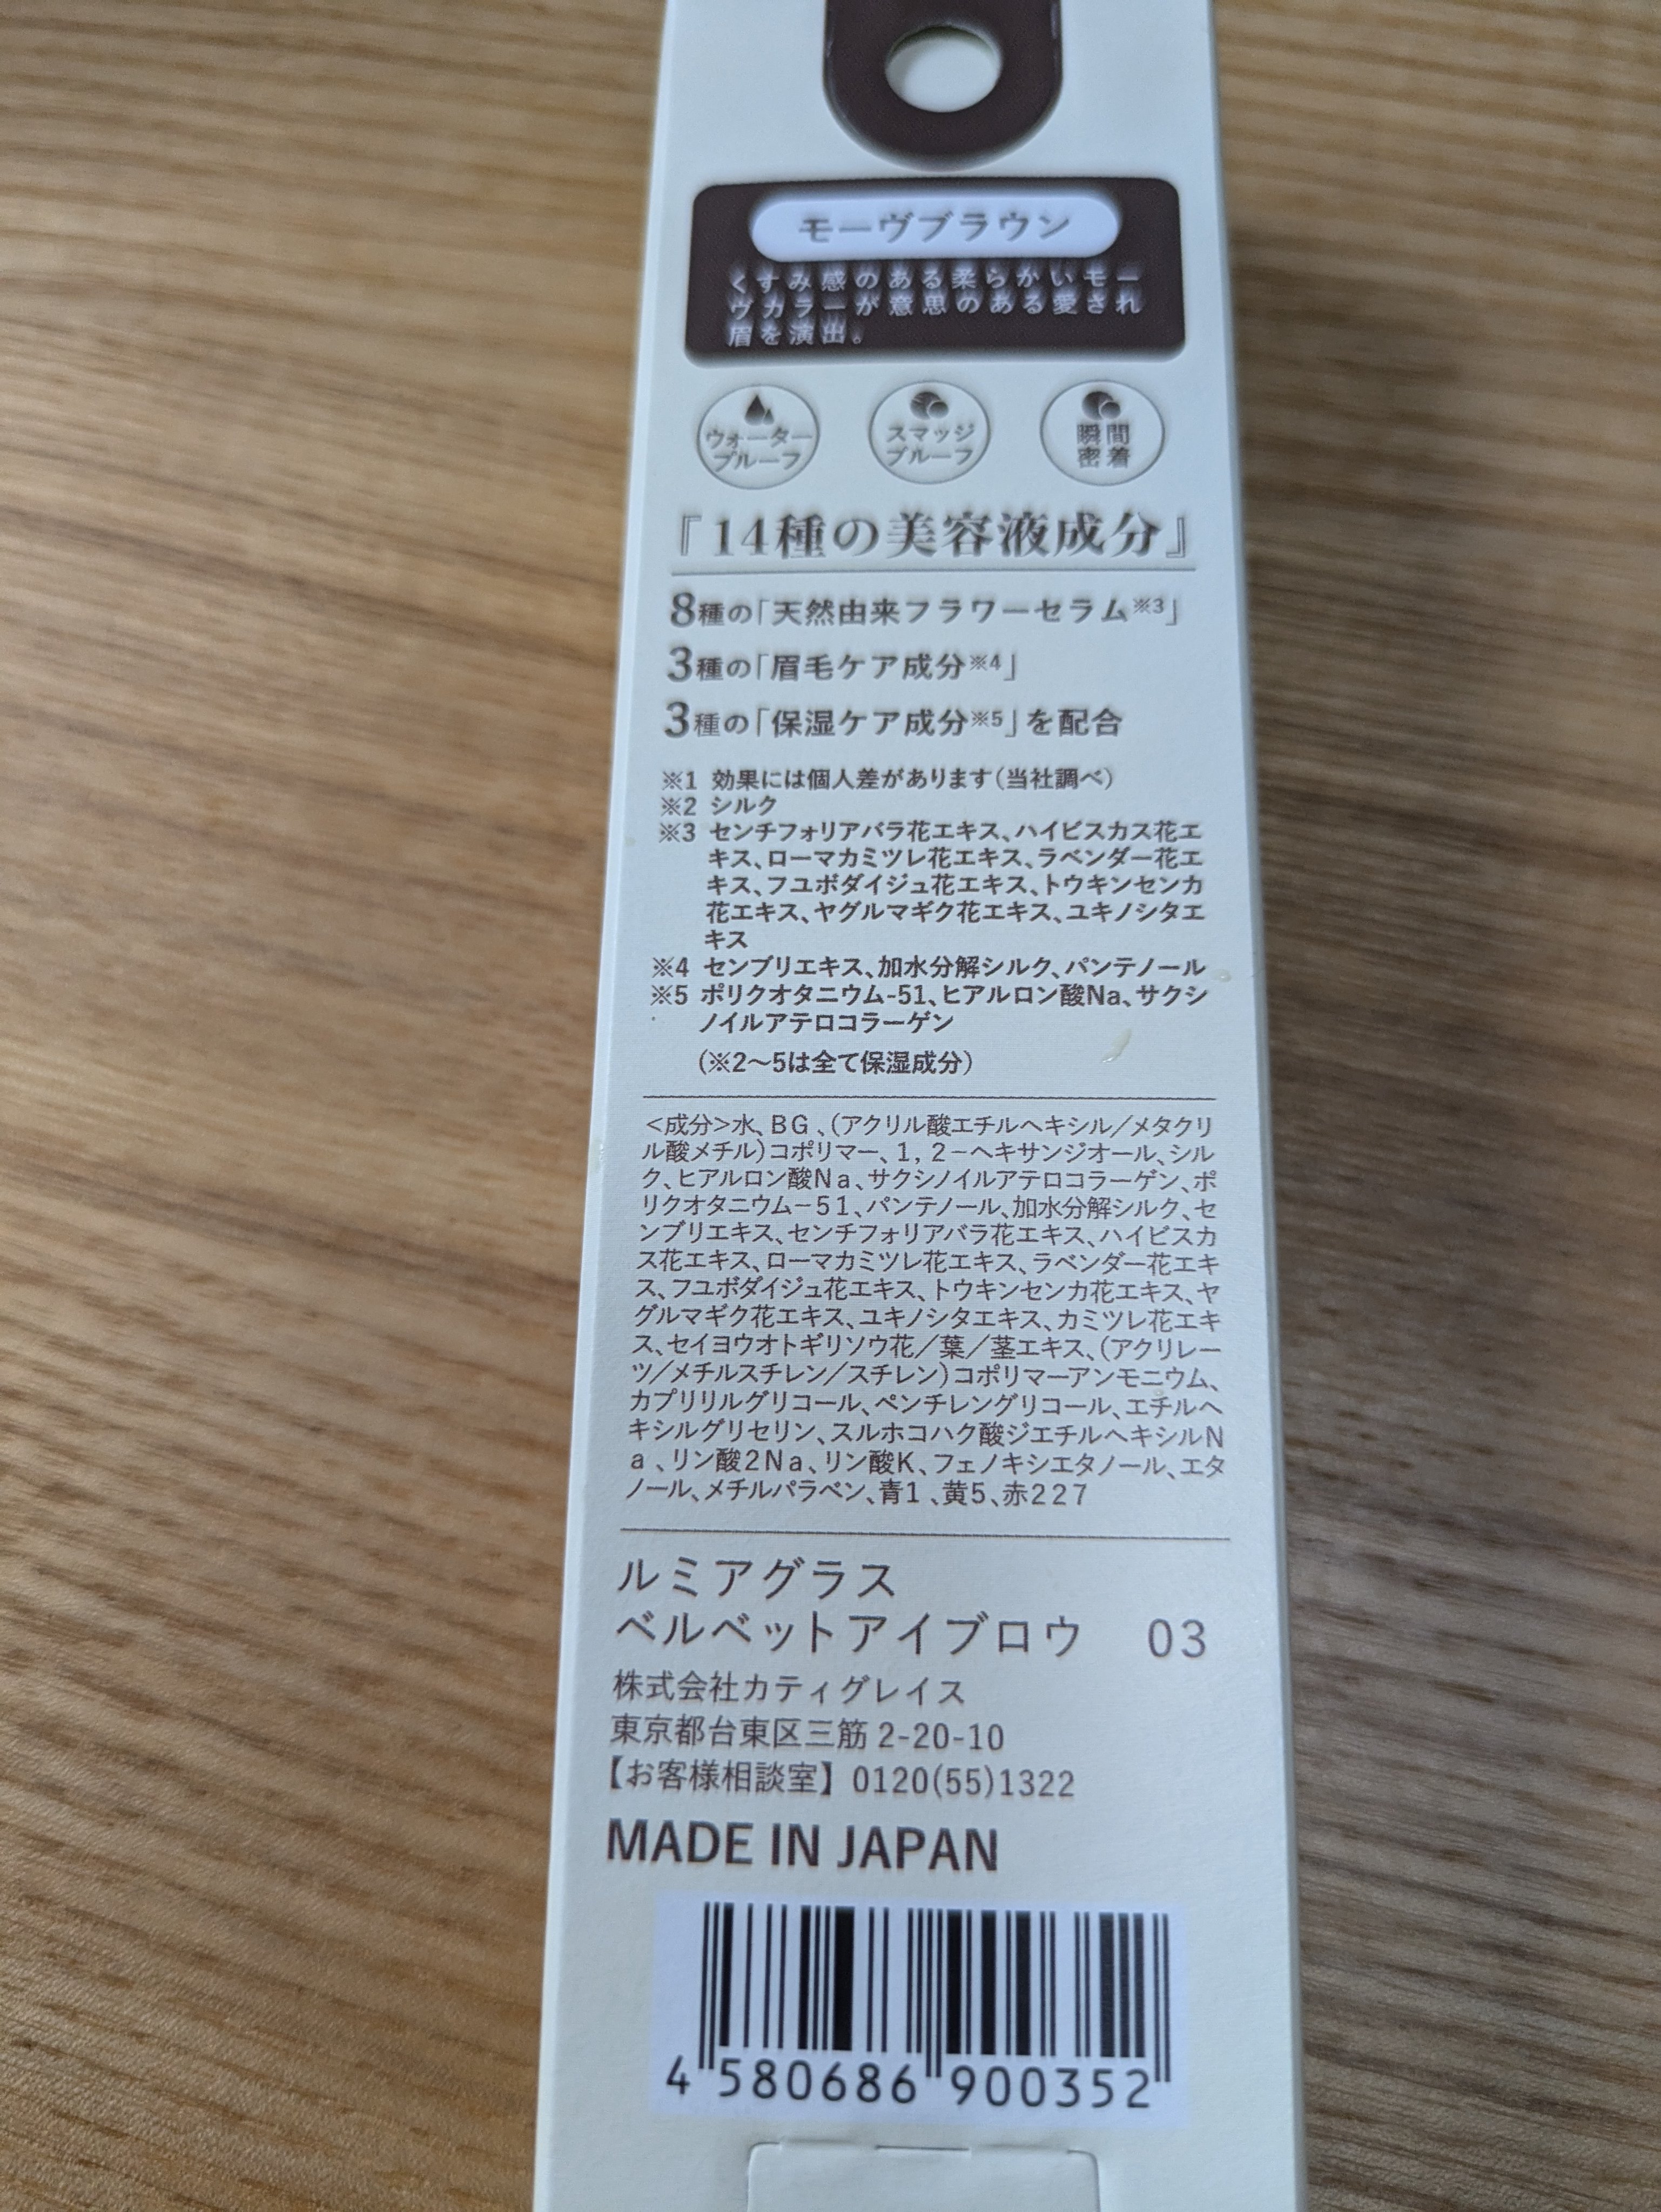 モーヴブラウン
くすみ感のある柔らかいモー
ヴカラーが意思のある愛され
眉を演出。
ウォーター
プルーフ
スマッジ
プルーフ
瞬間
密着
『14種の美容液成分』
8種の「天然由来フラワーセラム※3」
3種の「眉毛ケア成分※4」
3種の「保湿ケア成分※5」を配合
※1 効果には個人差があります(当社調べ)
※2 シルク
※3 センチフォリアバラ花エキス、ハイビスカス花エ
キス、ローマカミツレ花エキス、ラベンダー花エ
キス、フユボダイジュ花エキス、トウキンセンカ
花エキス、ヤグルマギク花エキス、ユキノシタエ
キス
※4 センブリエキス、加水分解シルク、パンテノール
※5 ポリクオタニウム-51、ヒアルロン酸Na、サクシ
ノイルアテロコラーゲン
(※2〜5は全て保湿成分)
<成分>水、BG、(アクリル酸エチルヘキシル/メタクリ
ル酸メチル)コポリマー、1,2-ヘキサンジオール、シル
ク、ヒアルロン酸Na、サクシノイルアテロコラーゲン、ポ
リクオタニウム-51、パンテノール、加水分解シルク、セ
ンブリエキス、センチフォリアバラ花エキス、ハイビスカ
ス花エキス、ローマカミツレ花エキス、ラベンダー花エキ
ス、フユボダイジュ花エキス、トウキンセンカ花エキス、ヤ
グルマギク花エキス、ユキノシタエキス、カミツレ花エキ
ス、セイヨウオトギリソウ花/葉/茎エキス、(アクリレー
ツ/メチルスチレン/スチレン)コポリマーアンモニウム、
カプリリルグリコール、ペンチレングリコール、エチルヘ
キシルグリセリン、スルホコハク酸ジエチルヘキシルN
a、リン酸2Na、リン酸K、フェノキシエタノール、エタ
ノール、メチルパラベン、青1、黄5、赤227
ルミアグラス
ベルベットアイブロウ 03
株式会社カティグレイス
東京都台東区三筋 2-20-10
【お客様相談室】0120(55)1322
MADE IN JAPAN
4 580686 900352